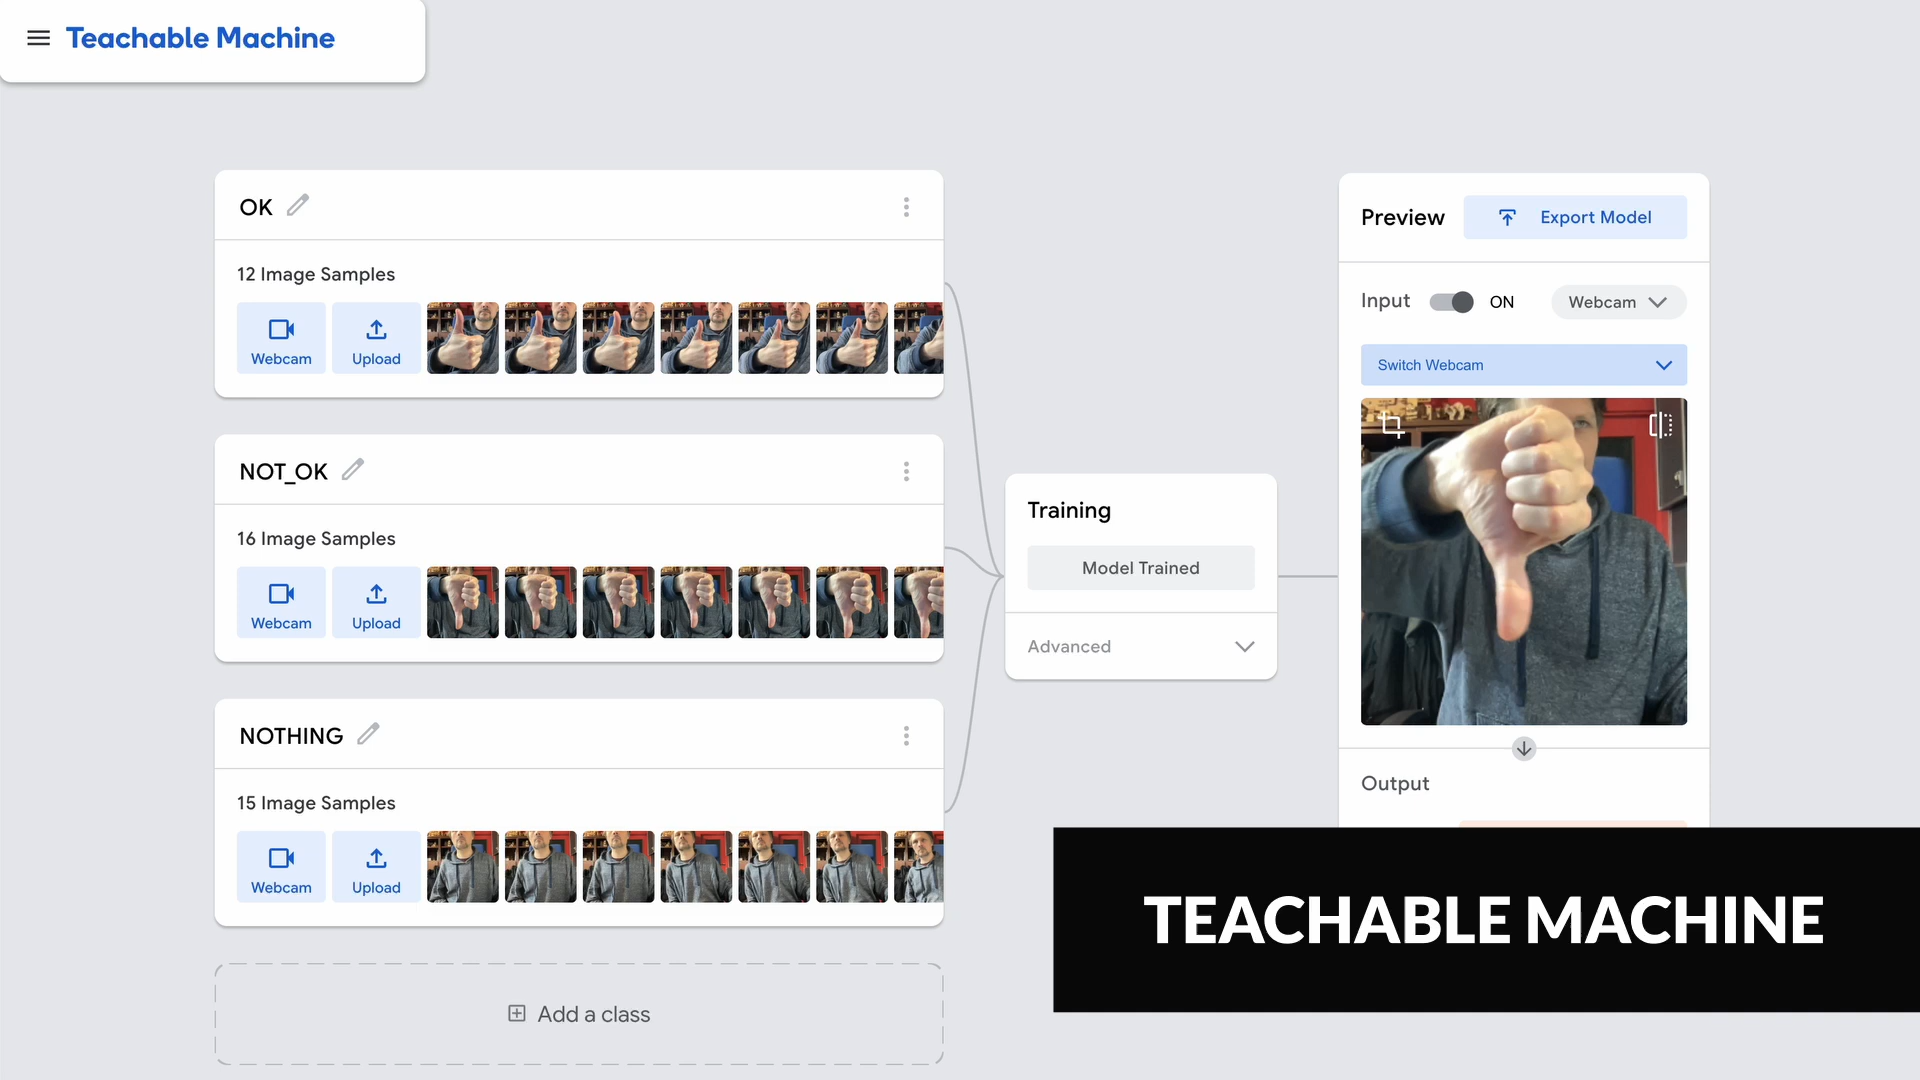 Teachable Machine
OK
12 Image Samples
Webcam
Upload
NOT_OK
16 Image Samples
Webcam
Upload
NOTHING
15 Image Samples
Webcam
Upload
Add a class
Training
Model Trained
Advanced
Preview
Export Model
Input
ON
Webcam
Switch Webcam
Output
TEACHABLE MACHINE